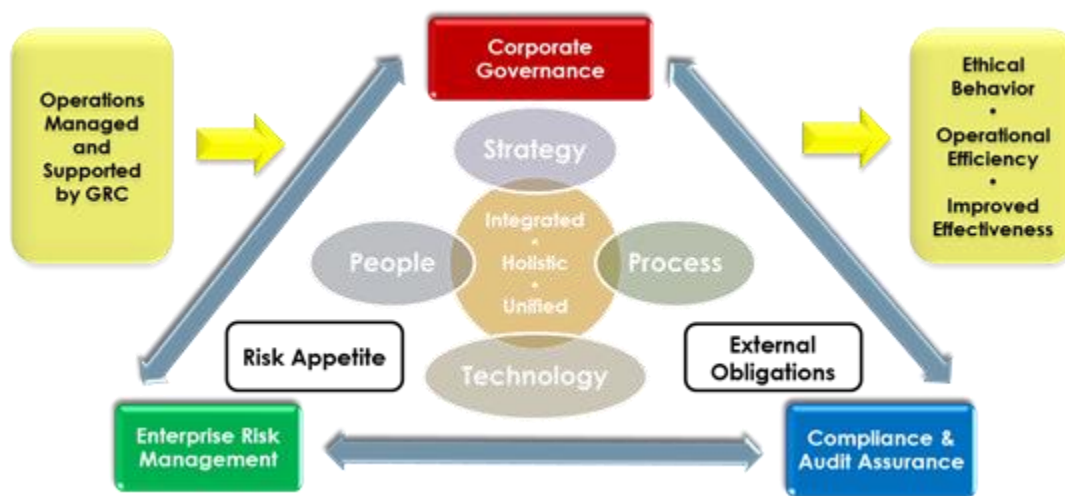 Operations
Managed
and
Supported
by GRC
Corporate
Governance
Ethical
Behavior
•
Operational
Efficiency
•
Improved
Effectiveness
Strategy
People
Integrated
•
Holistic
•
Unified
Process
Technology
Risk Appetite
External
Obligations
Enterprise Risk
Management
Compliance &
Audit Assurance